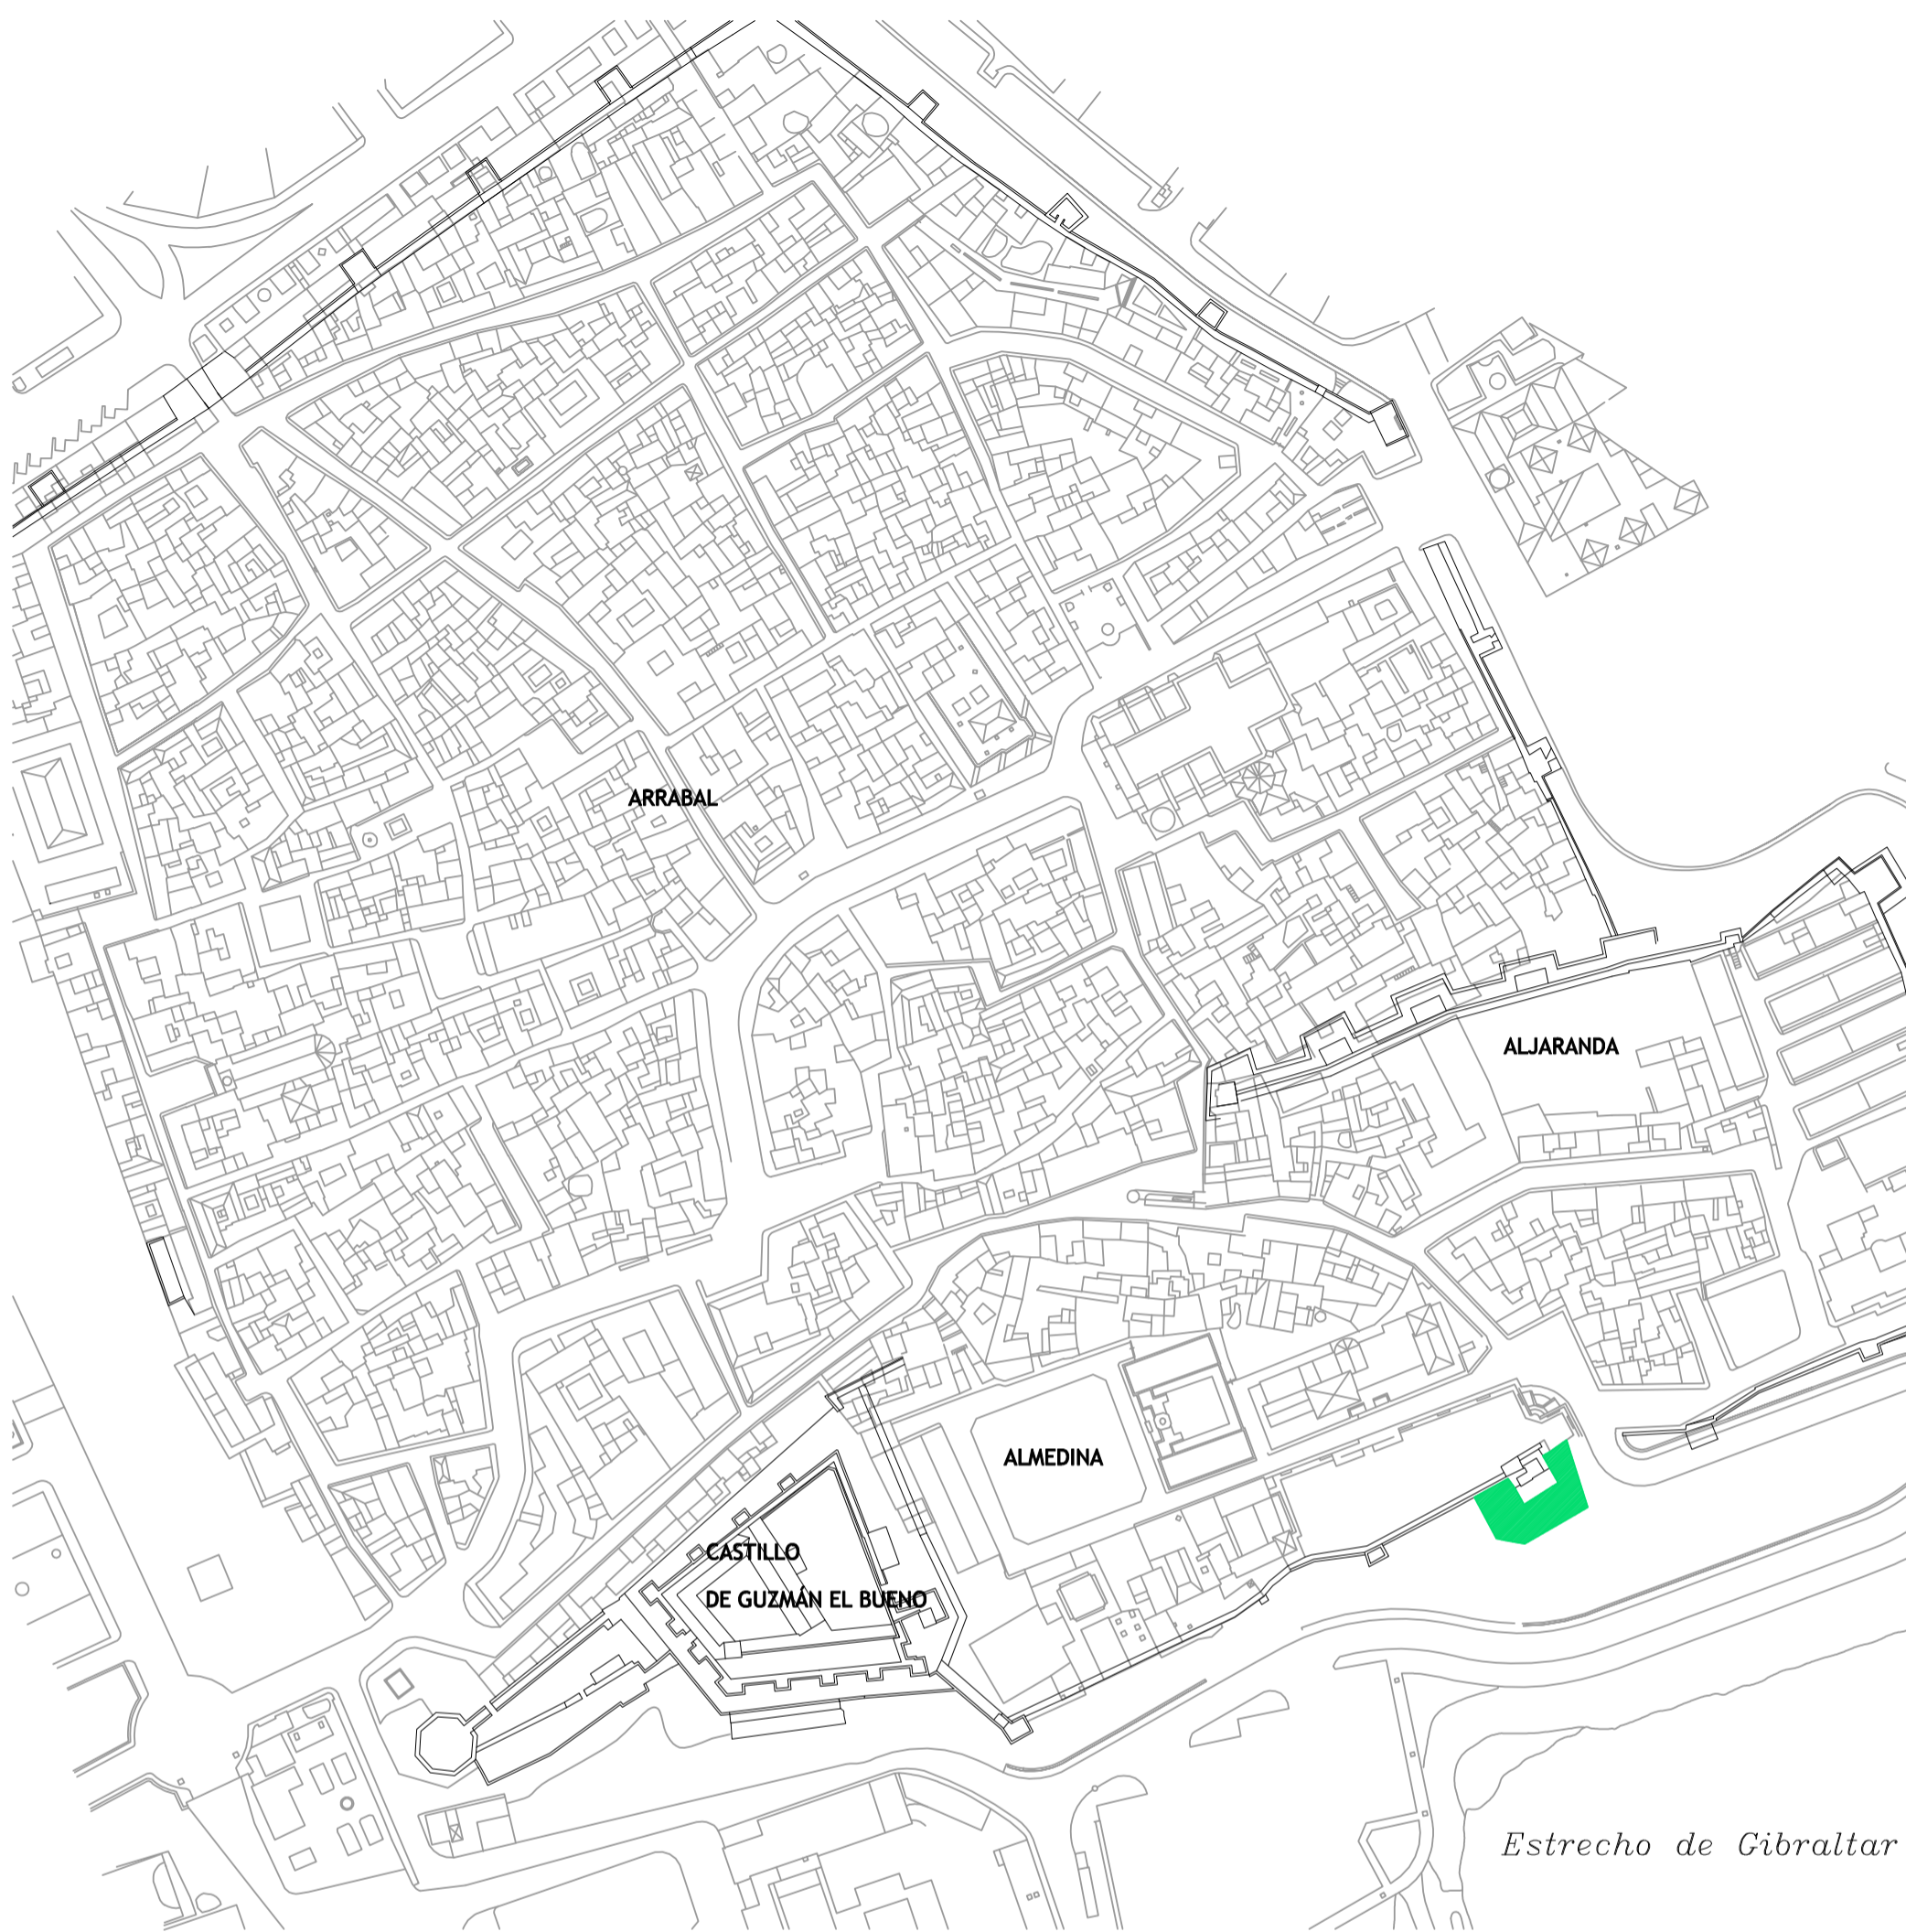 ARRABAL
ALJARANDA
ALMEDINA
CASTILLO
DE GUZMÁN EL BUENO
Estrecho de Gibraltar